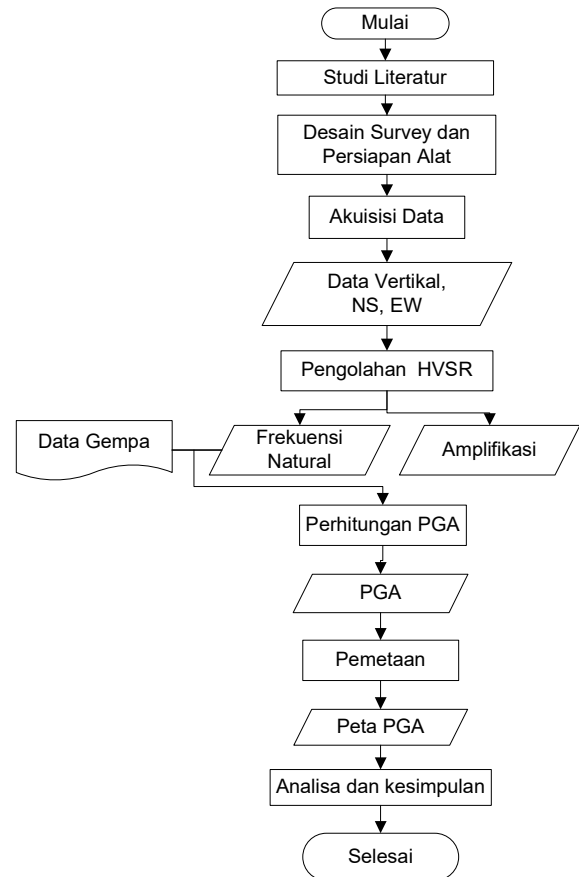 Mulai
Studi Literatur
Desain Survey dan
Persiapan Alat
Akuisisi Data
Data Vertikal,
NS, EW
Pengolahan HVSR
Data Gempa
Frekuensi
Natural
Amplifikasi
Perhitungan PGA
PGA
Pemetaan
Peta PGA
Analisa dan kesimpulan
Selesai